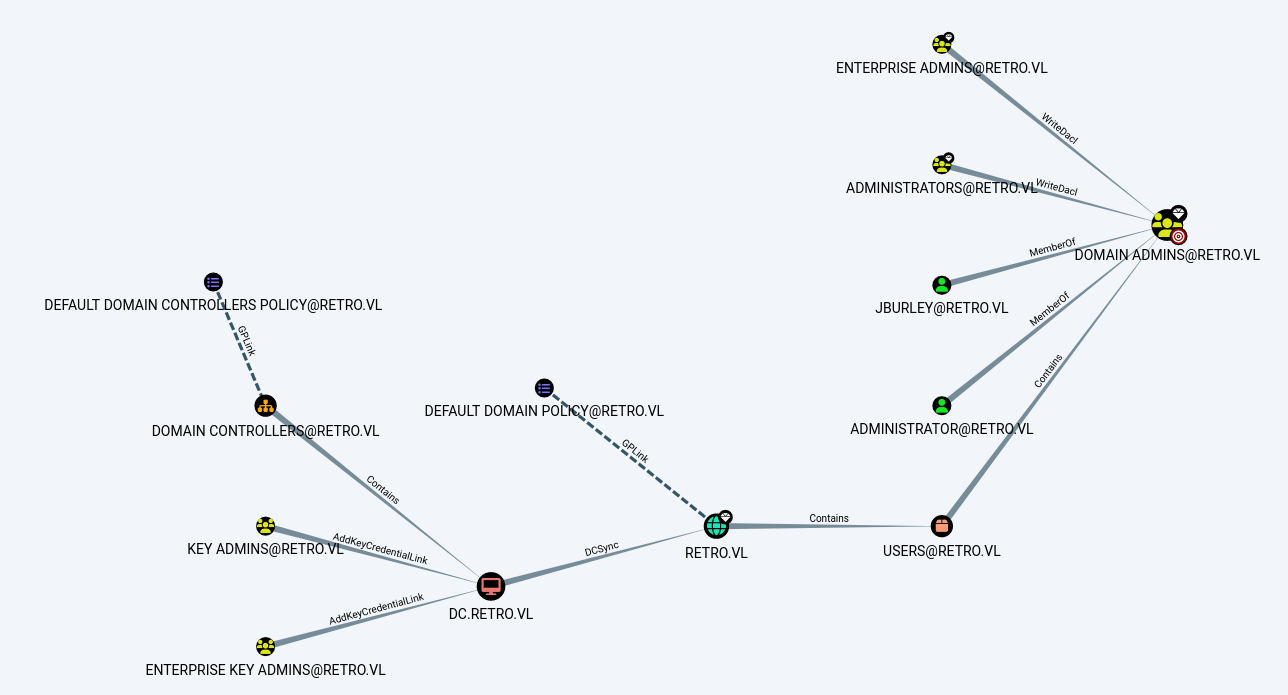 ENTERPRISE ADMINS@RETRO.VL
WriteDacl
ADMINISTRATORS@RETRO.VL
WriteDacl
MemberOf
DOMAIN ADMINS@RETRO.VL
JBURLEY@RETRO.VL
MemberOf
DEFAULT DOMAIN CONTROLLERS POLICY@RETRO.VL
GPLink
Contains
DEFAULT DOMAIN POLICY@RETRO.VL
DOMAIN CONTROLLERS@RETRO.VL
ADMINISTRATOR@RETRO.VL
GPLink
Contains
Contains
KEY ADMINS@RETRO.VL
AddKeyCredentialLink
DCSync
RETRO.VL
USERS@RETRO.VL
AddKeyCredentialLink
DC.RETRO.VL
ENTERPRISE KEY ADMINS@RETRO.VL